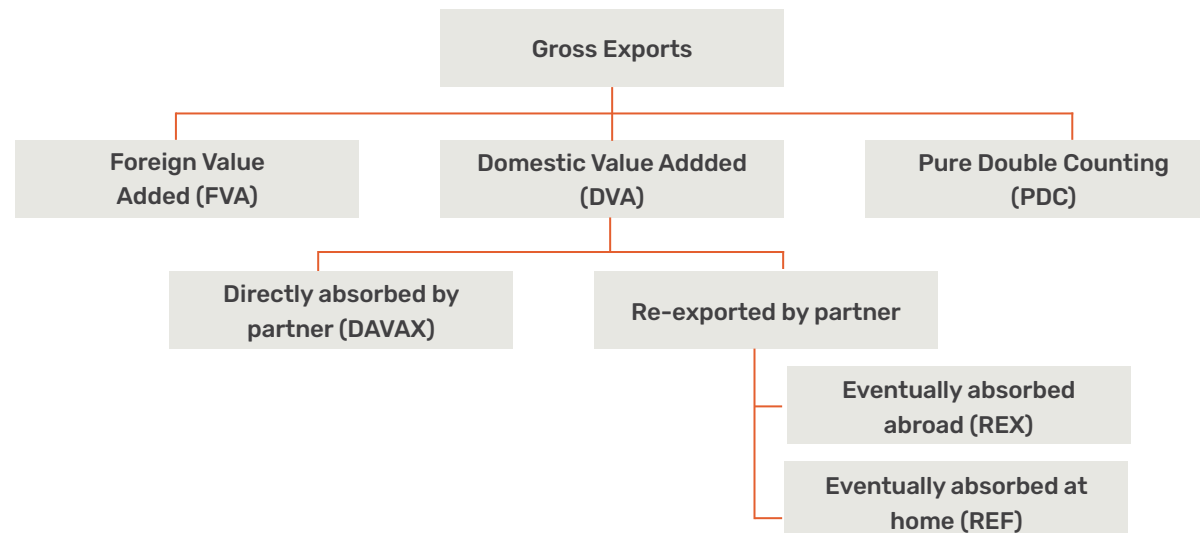 Gross Exports
Foreign Value
Added (FVA)
Domestic Value Addded
(DVA)
Pure Double Counting
(PDC)
Directly absorbed by
partner (DAVAX)
Re-exported by partner
Eventually absorbed
abroad (REX)
Eventually absorbed at
home (REF)